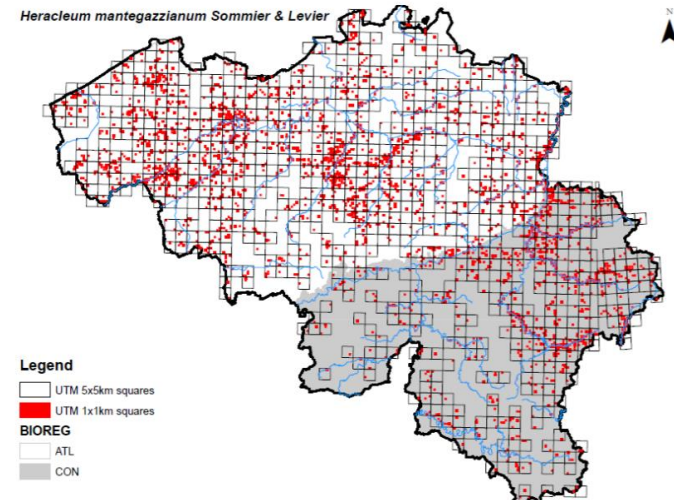 Heracleum mantegazzianum Sommier & Levier
N
Legend
UTM 5x5km squares
UTM 1x1km squares
BIOREG
ATL
CON